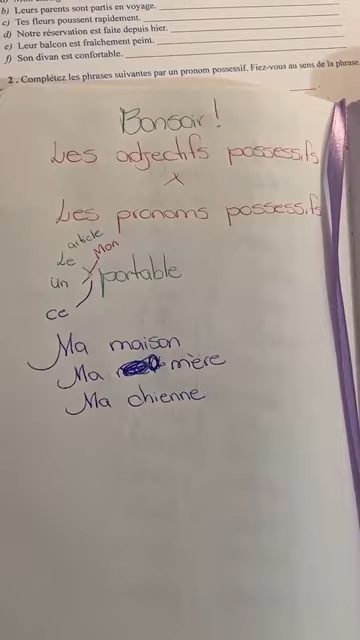 b) Leurs parents sont partis en voyage.
c) Tes fleurs poussent rapidement.
d) Notre réservation est faite depuis hier.
e) Leur balcon est fraîchement peint.
f) Son divan est confortable.
2. Complétez les phrases suivantes par un pronom possessif. Fiez-vous au sens de la phrase.
Bonsoir !
Les adjectifs possessifs
x
Les pronoms possessifs
article
Le Mon
un portable
ce
Ma maison
Ma mère
Ma chienne